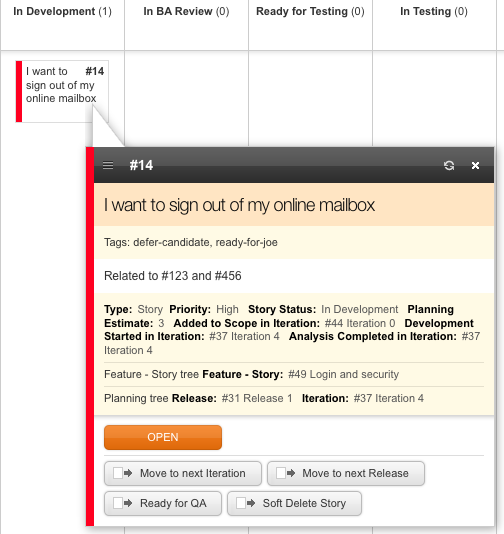 In Development (1) In BA Review (0) Ready for Testing (0) In Testing (0)
I want to #14
sign out of my
online mailbox
#14
I want to sign out of my online mailbox
Tags: defer-candidate, ready-for-joe
Related to #123 and #456
Type: Story Priority: High Story Status: In Development Planning
Estimate: 3 Added to Scope in Iteration: #44 Iteration 0 Development
Started in Iteration: #37 Iteration 4 Analysis Completed in Iteration: #37
Iteration 4
Feature - Story tree Feature - Story: #49 Login and security
Planning tree Release: #31 Release 1 Iteration: #37 Iteration 4
OPEN
Move to next Iteration Move to next Release
Ready for QA Soft Delete Story